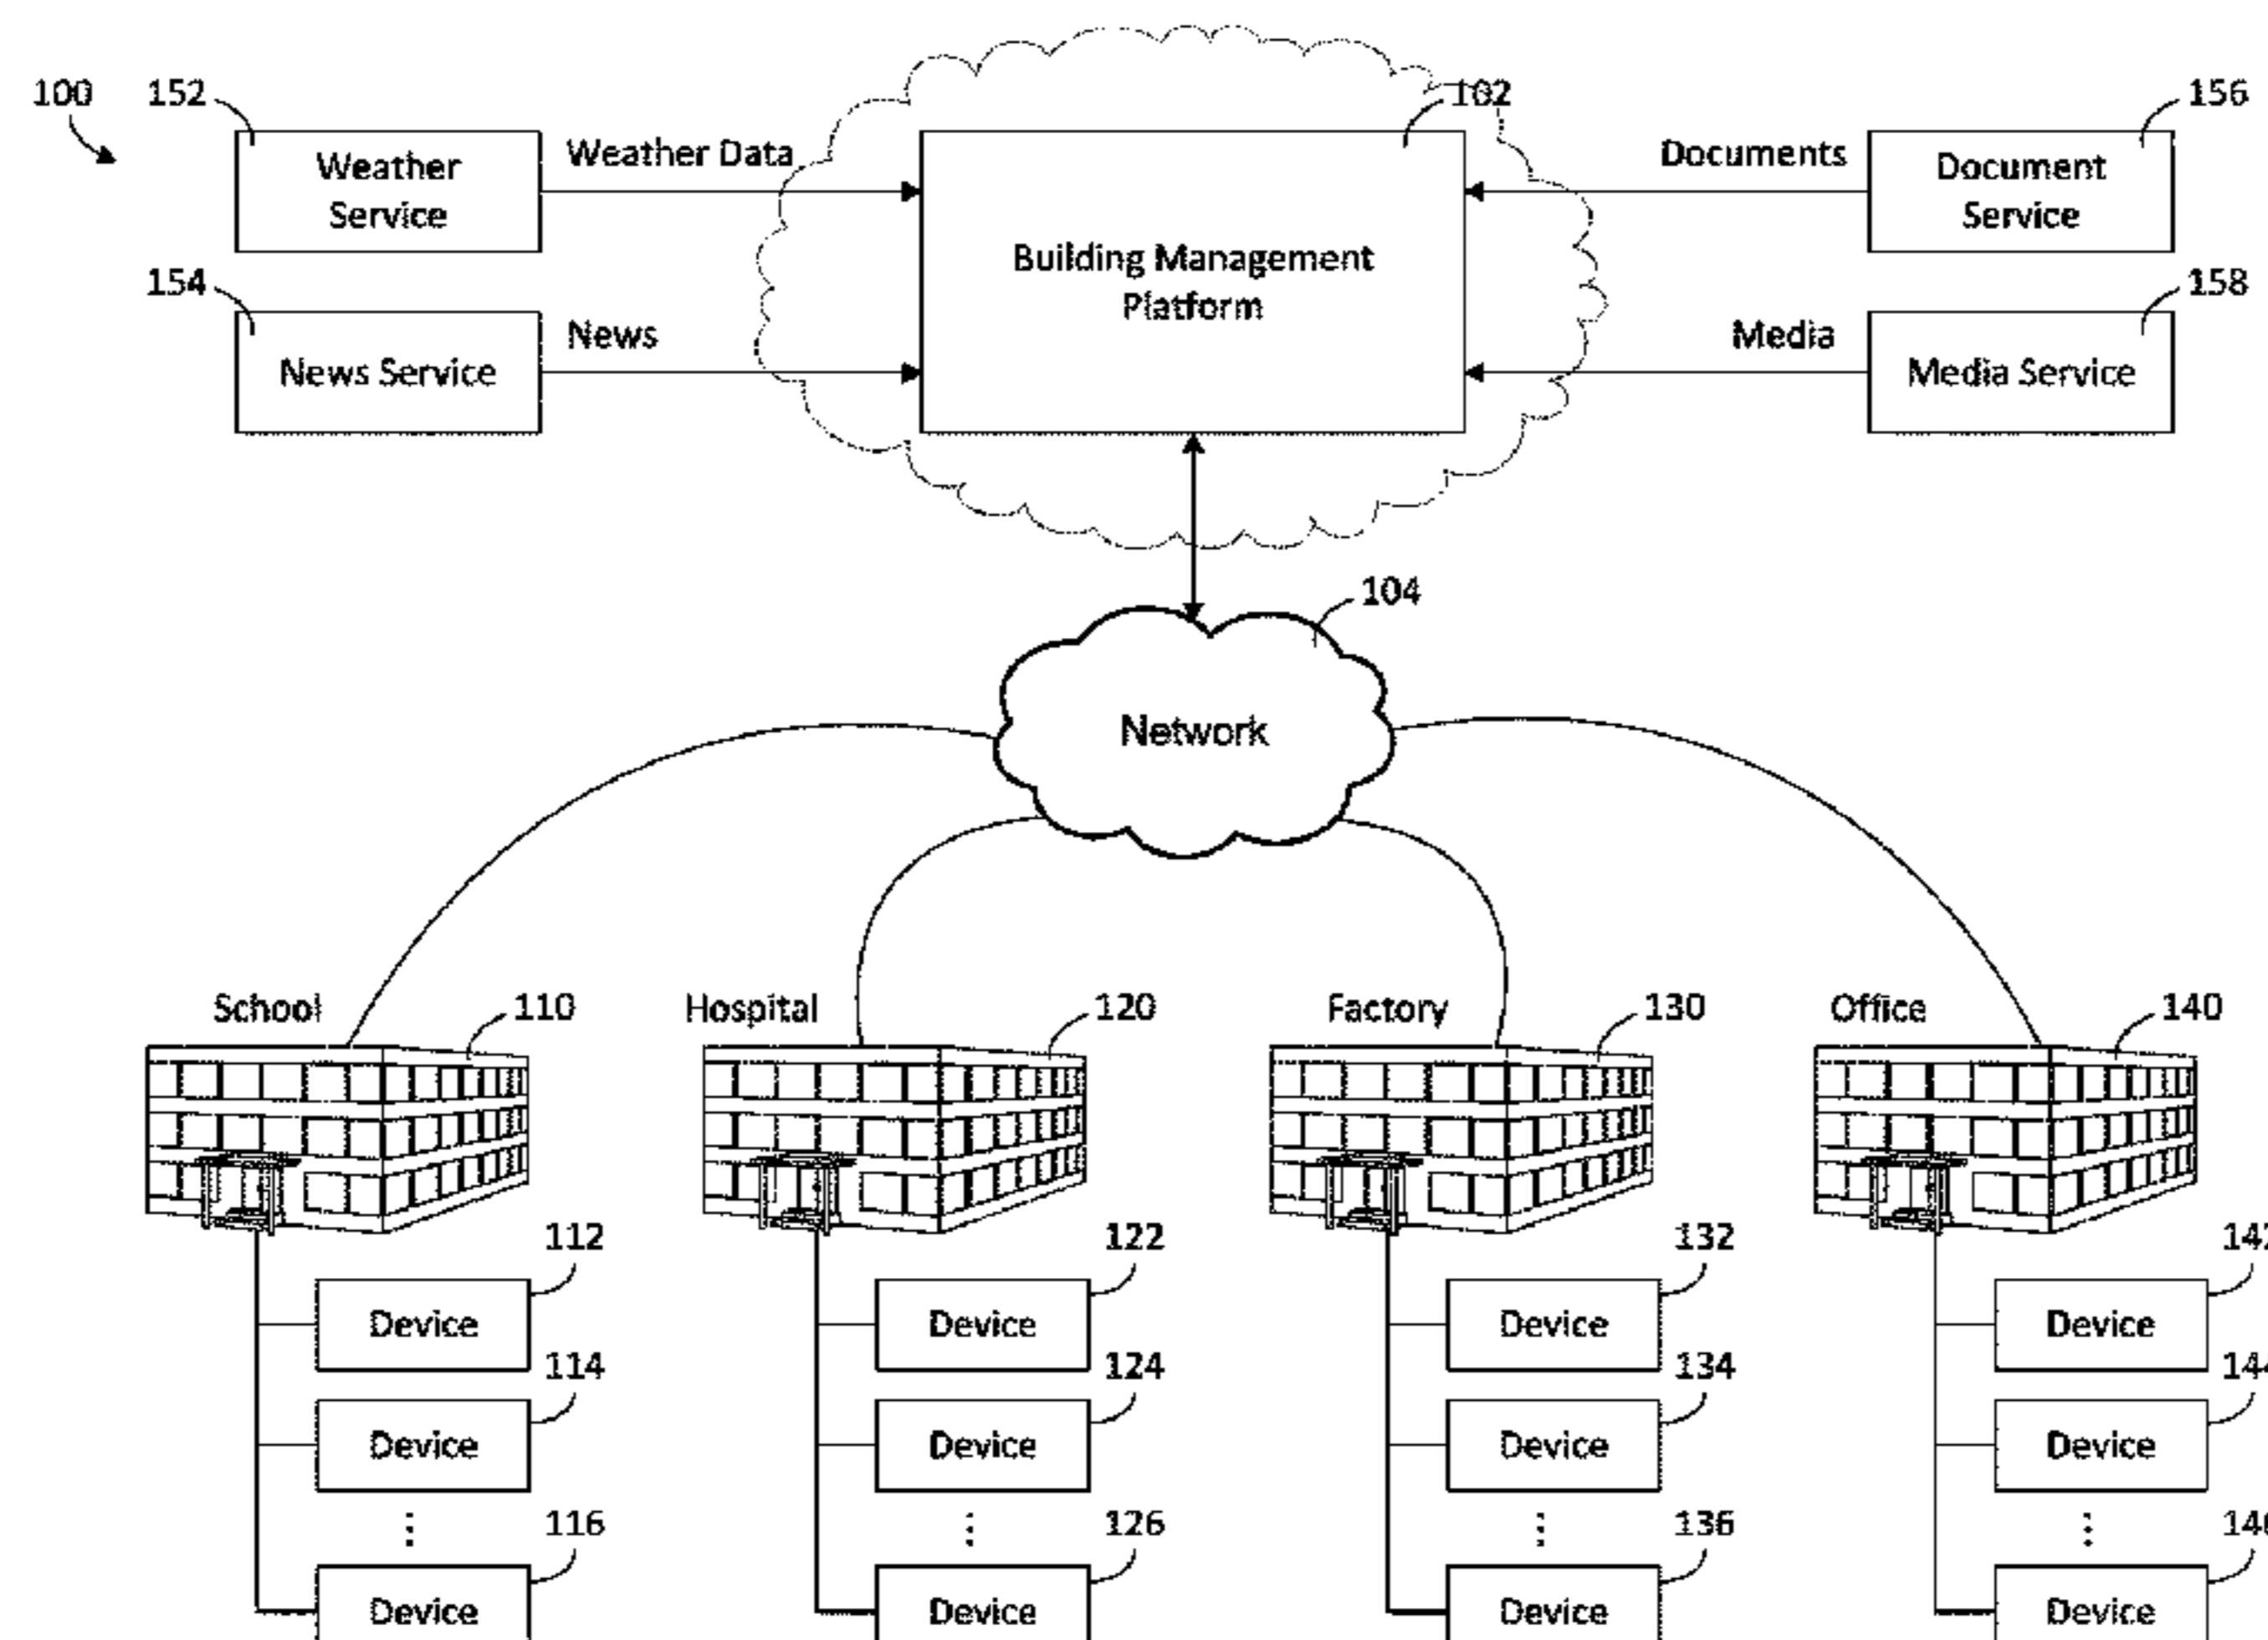 100
152
102
156
Weather
Service
Weather Data
Documents
Document
Service
Building Management
Platform
154
158
News Service
News
Media
Media Service
104
Network
School
110
Hospital
120
Factory
130
Office
140
112
122
132
Device
Device
Device
Device
114
124
134
Device
Device
Device
Device
116
126
136
Device
Device
Device
Device